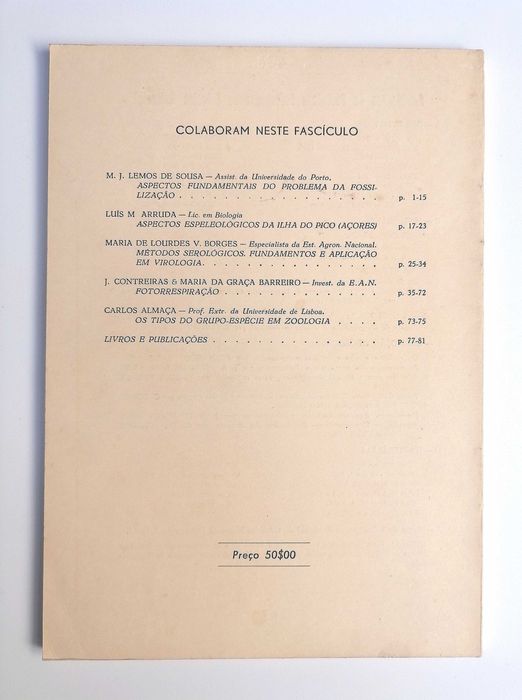 COLABORAM NESTE FASCÍCULO
M. J. LEMOS DE SOUSA — Assist. da Universidade do Porto.
ASPECTOS FUNDAMENTAIS DO PROBLEMA DA FOSSI-
LIZAÇÃO . . . . . . . . . . . . . . . p. 1-15
LUÍS M ARRUDA — Lic. em Biologia
ASPECTOS ESPELEOLÓGICOS DA ILHA DO PICO (AÇORES) p. 17-23
MARIA DE LOURDES V. BORGES — Especialista da Est. Agron. Nacional.
MÉTODOS SEROLÓGICOS. FUNDAMENTOS E APLICAÇÃO
EM VIROLOGIA. . . . . . . . . . . . . . p. 25-34
J. CONTREIRAS & MARIA DA GRAÇA BARREIRO — Invest. da E.A.N.
FOTORRESPIRAÇÃO . . . . . . . . . . . . p. 35-72
CARLOS ALMAÇA — Prof. Extr. da Universidade de Lisboa.
OS TIPOS DO GRUPO-ESPÉCIE EM ZOOLOGIA . . . . p. 73-75
LIVROS E PUBLICAÇÕES . . . . . . . . . . . . . p. 77-81
Preço 50$00